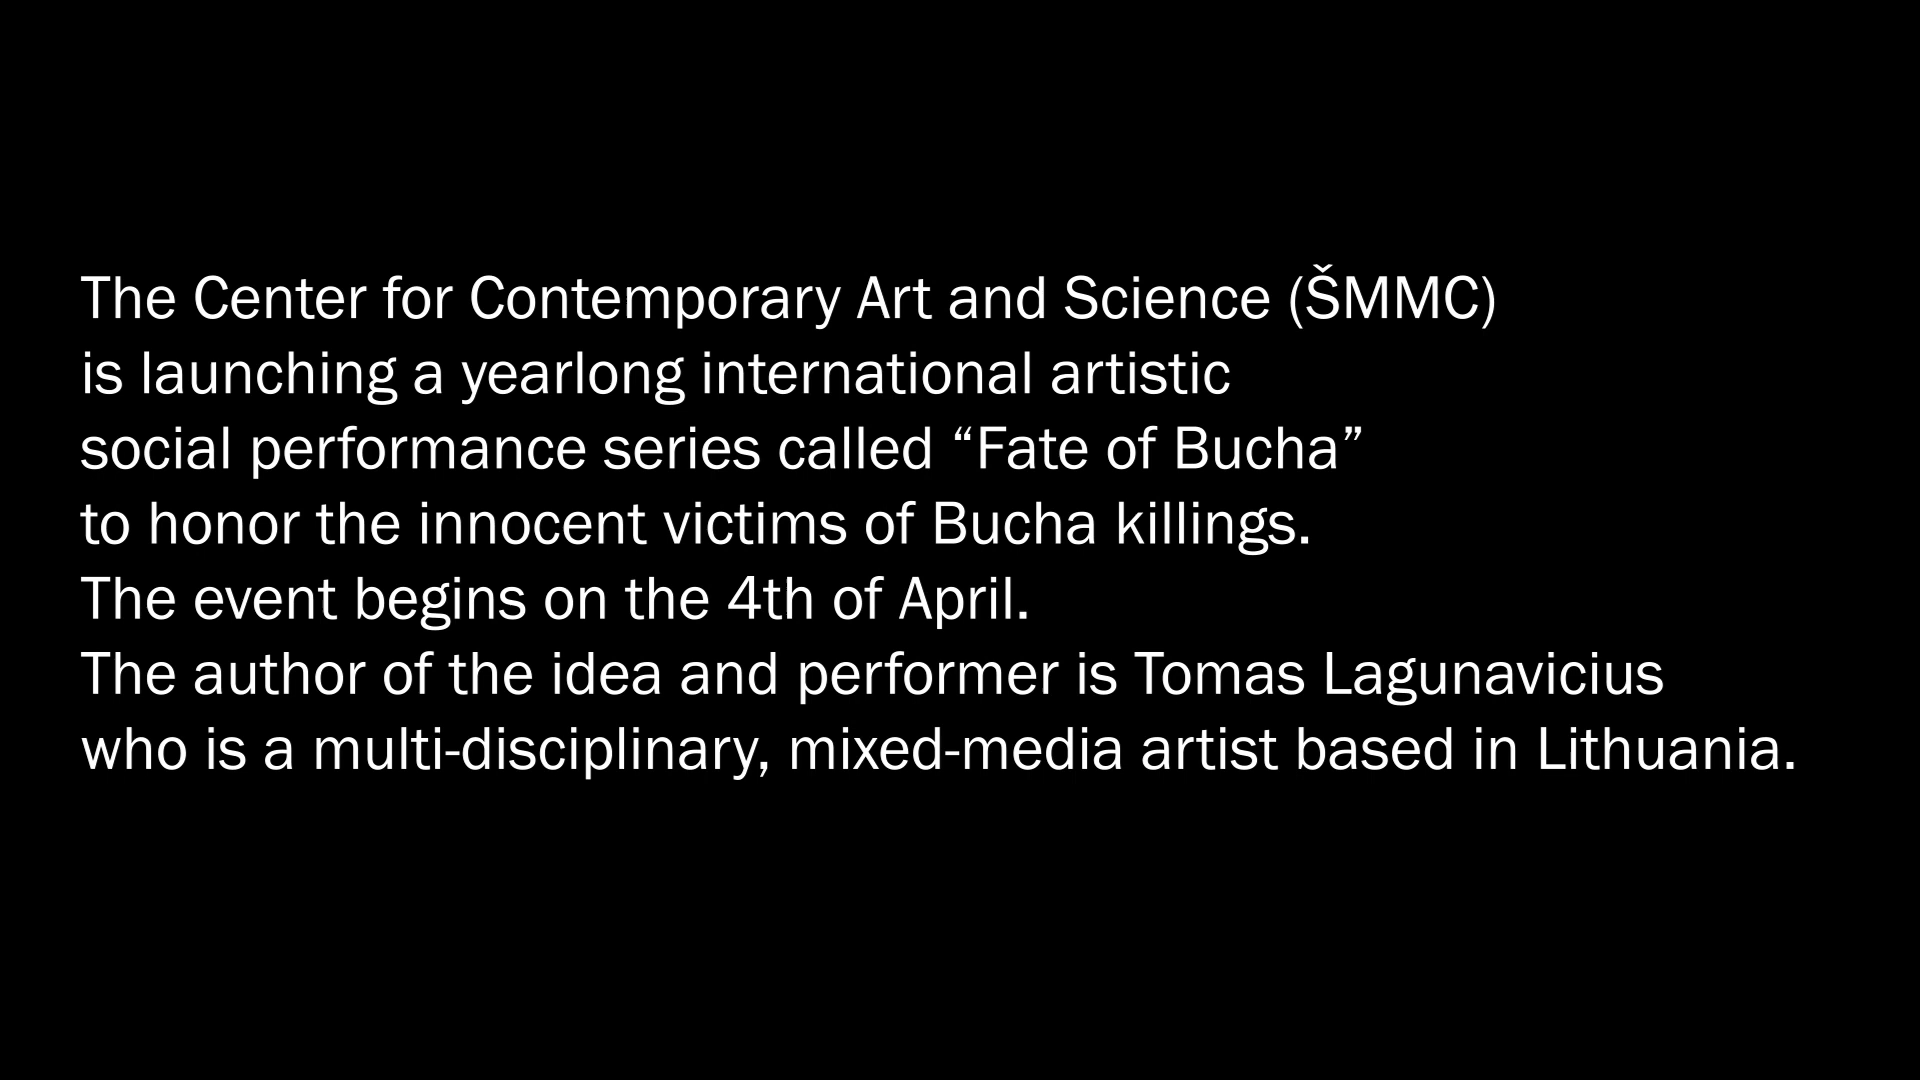 The Center for Contemporary Art and Science (ŠMMC)
is launching a yearlong international artistic
social performance series called “Fate of Bucha”
to honor the innocent victims of Bucha killings.
The event begins on the 4th of April.
The author of the idea and performer is Tomas Lagunavicius
who is a multi-disciplinary, mixed-media artist based in Lithuania.